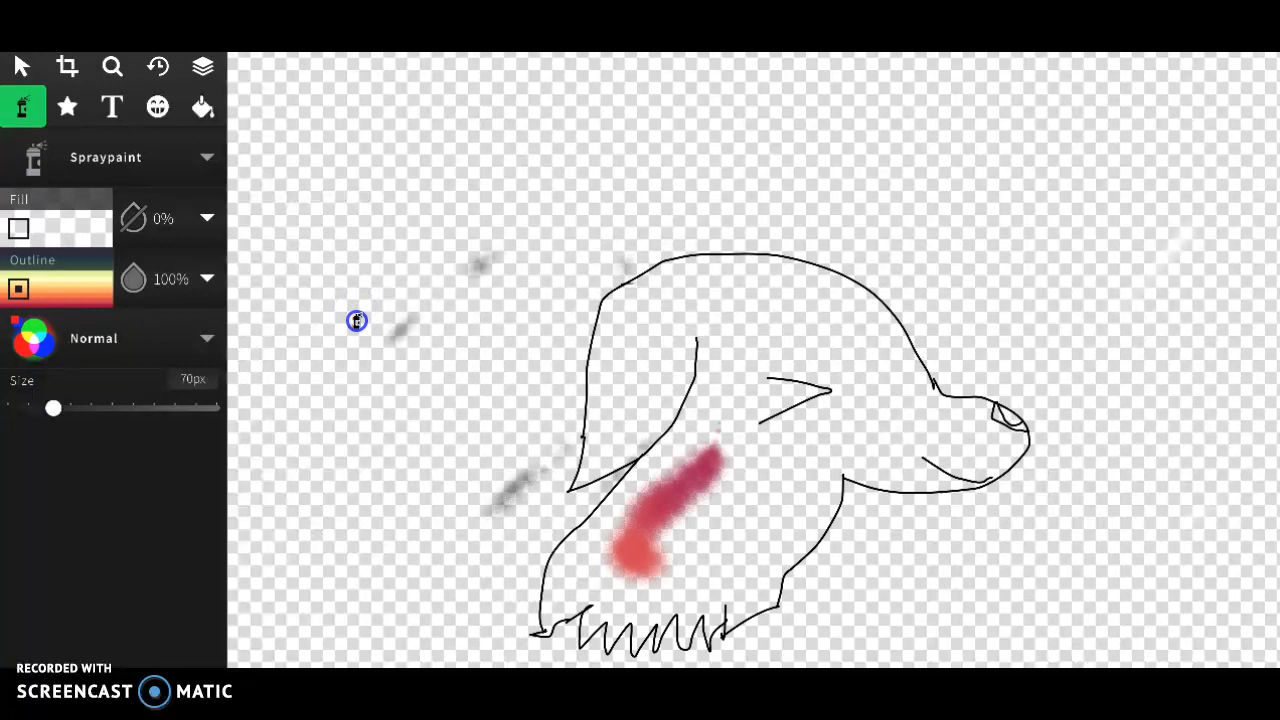 T
Spraypaint
Fill
0%
Outline
100%
Normal
Size
70px
RECORDED WITH
SCREENCAST MATIC